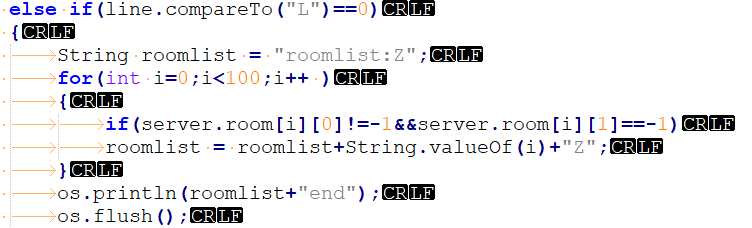 else if(line.compareTo("L")==0)CRLF
{CRLF
String roomlist = "roomlist:Z";CRLF
for(int i=0;i<100;i++ )CRLF
{CRLF
if(server.room[i][0]!=-1&&server.room[i][1]==-1)CRLF
roomlist = roomlist+String.valueOf(i)+"Z";CRLF
}CRLF
os.println(roomlist+"end");CRLF
os.flush();CRLF